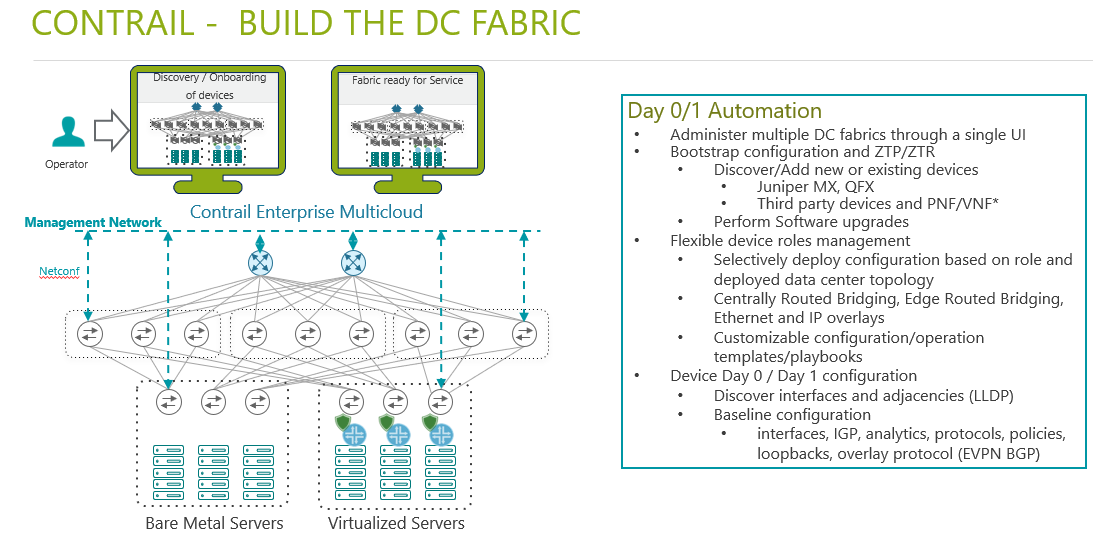 CONTRAIL - BUILD THE DC FABRIC
Discovery / Onboarding
of devices
Fabric ready for Service
Operator
Contrail Enterprise Multicloud
Management Network
Netconf
Bare Metal Servers
Virtualized Servers
Day 0/1 Automation
• Administer multiple DC fabrics through a single UI
• Bootstrap configuration and ZTP/ZTR
• Discover/Add new or existing devices
• Juniper MX, QFX
• Third party devices and PNF/VNF*
• Perform Software upgrades
• Flexible device roles management
• Selectively deploy configuration based on role and
deployed data center topology
• Centrally Routed Bridging, Edge Routed Bridging,
Ethernet and IP overlays
• Customizable configuration/operation
templates/playbooks
• Device Day 0 / Day 1 configuration
• Discover interfaces and adjacencies (LLDP)
• Baseline configuration
• interfaces, IGP, analytics, protocols, policies,
loopbacks, overlay protocol (EVPN BGP)